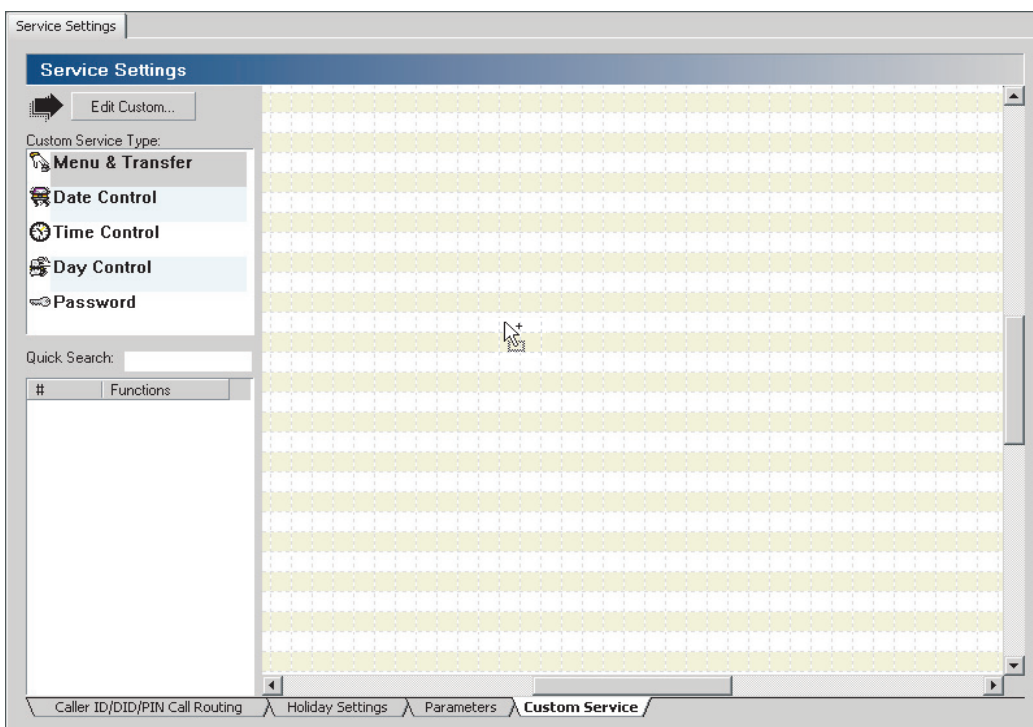 Service Settings
Service Settings
Edit Custom...
Custom Service Type:
Menu & Transfer
Date Control
Time Control
Day Control
Password
Quick Search:
# Functions
Caller ID/DID/PIN Call Routing Holiday Settings Parameters Custom Service